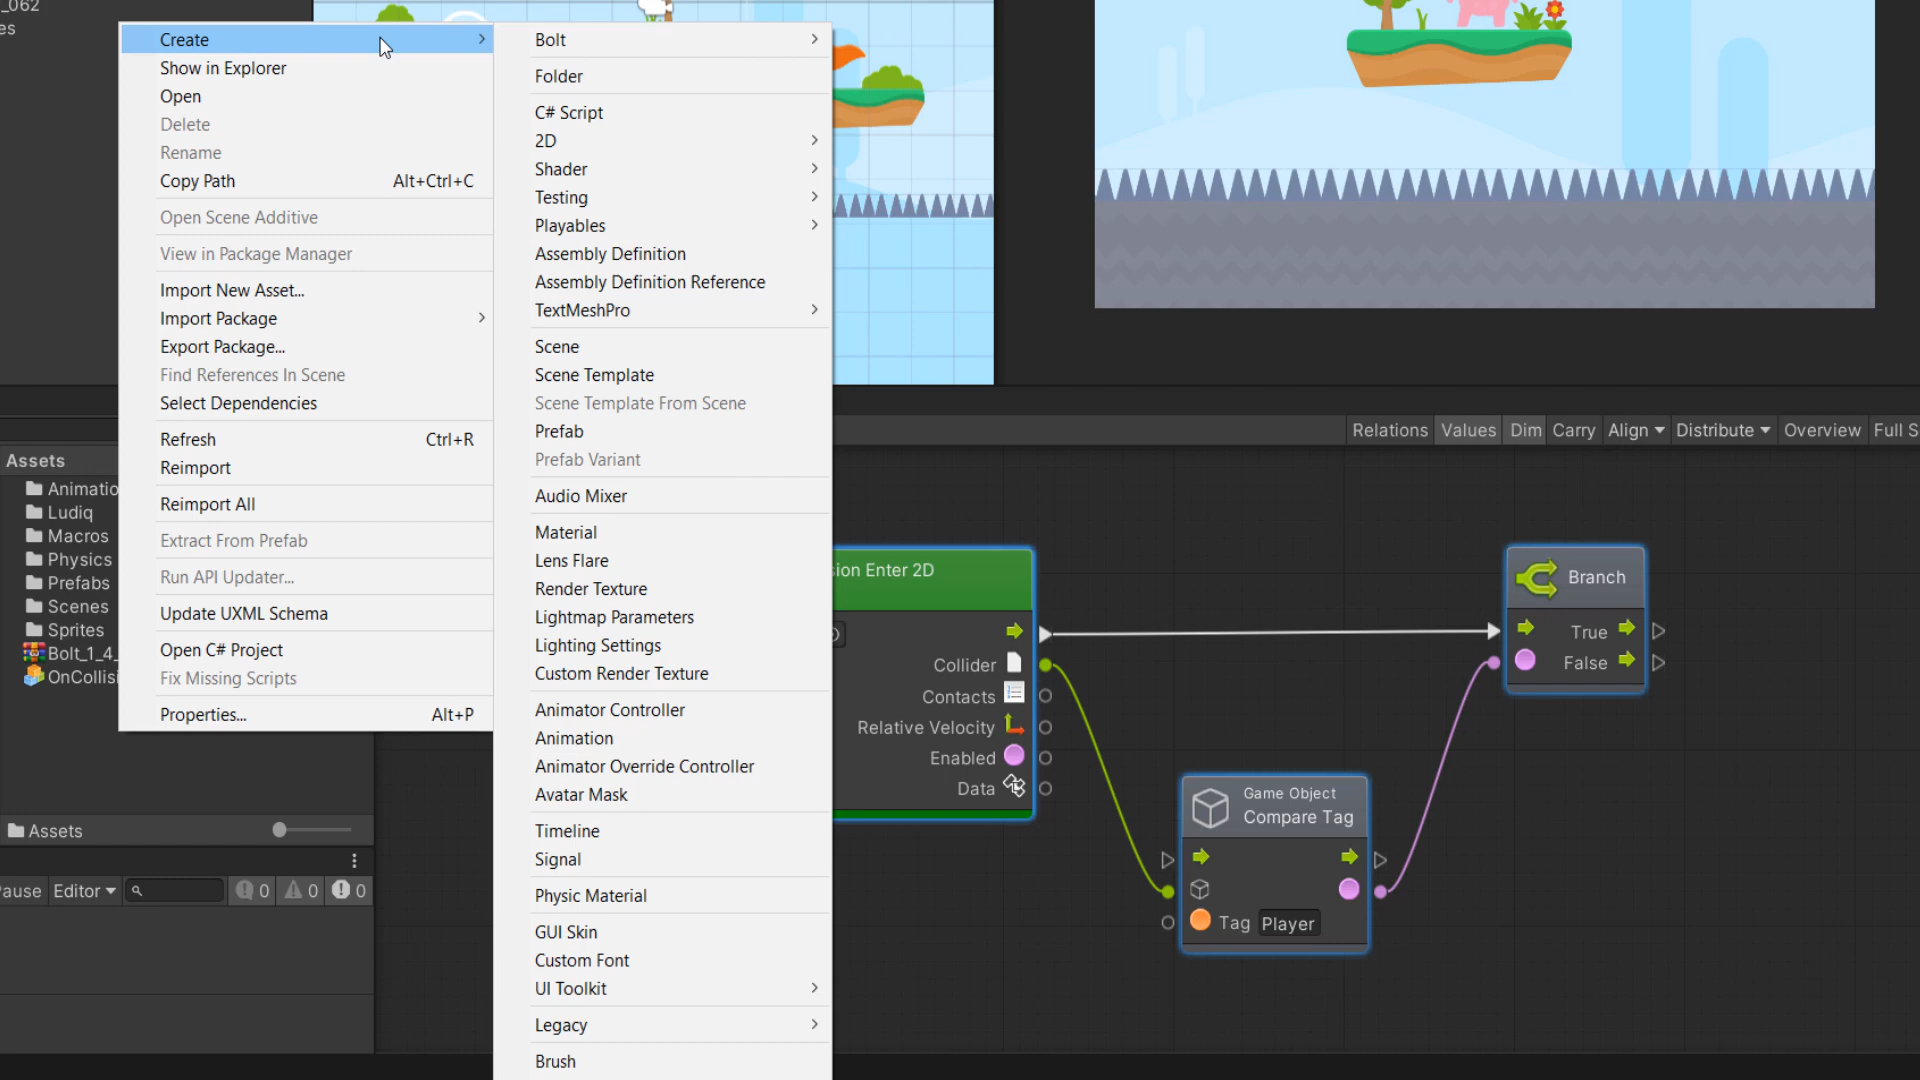 _062
es
Create
Show in Explorer
Open
Delete
Rename
Copy Path Alt+Ctrl+C
Open Scene Additive
View in Package Manager
Import New Asset...
Import Package
Export Package...
Find References In Scene
Select Dependencies
Refresh Ctrl+R
Reimport
Reimport All
Extract From Prefab
Run API Updater...
Update UXML Schema
Open C# Project
Fix Missing Scripts
Properties... Alt+P
Bolt
Folder
C# Script
2D
Shader
Testing
Playables
Assembly Definition
Assembly Definition Reference
TextMeshPro
Scene
Scene Template
Scene Template From Scene
Prefab
Prefab Variant
Audio Mixer
Material
Lens Flare
Render Texture
Lightmap Parameters
Lighting Settings
Custom Render Texture
Animator Controller
Animation
Animator Override Controller
Avatar Mask
Timeline
Signal
Physic Material
GUI Skin
Custom Font
UI Toolkit
Legacy
Brush
Assets
Animatio
Ludiq
Macros
Physics
Prefabs
Scenes
Sprites
Bolt_1_4_
OnCollisi
Assets
ause Editor 0 0 0
Relations Values Dim Carry Align Distribute Overview Full S
sion Enter 2D
Collider
Contacts
Relative Velocity
Enabled
Data
Game Object
Compare Tag
Tag Player
Branch
True
False